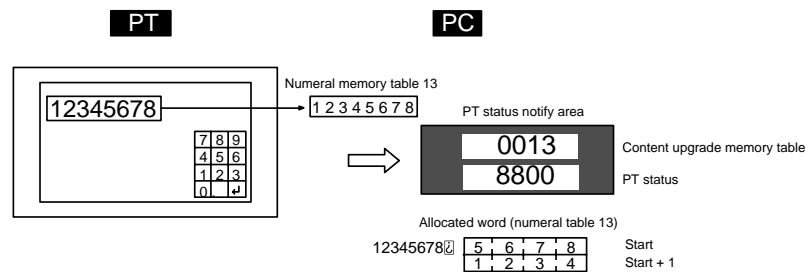 PT PC
Numeral memory table 13
12345678 1 2 3 4 5 6 7 8
PT status notify area
7 8 9
4 5 6
1 2 3
0 . ↵
0013 Content upgrade memory table
8800 PT status
Allocated word (numeral table 13)
12345678¿ 5 6 7 8 Start
1 2 3 4 Start + 1